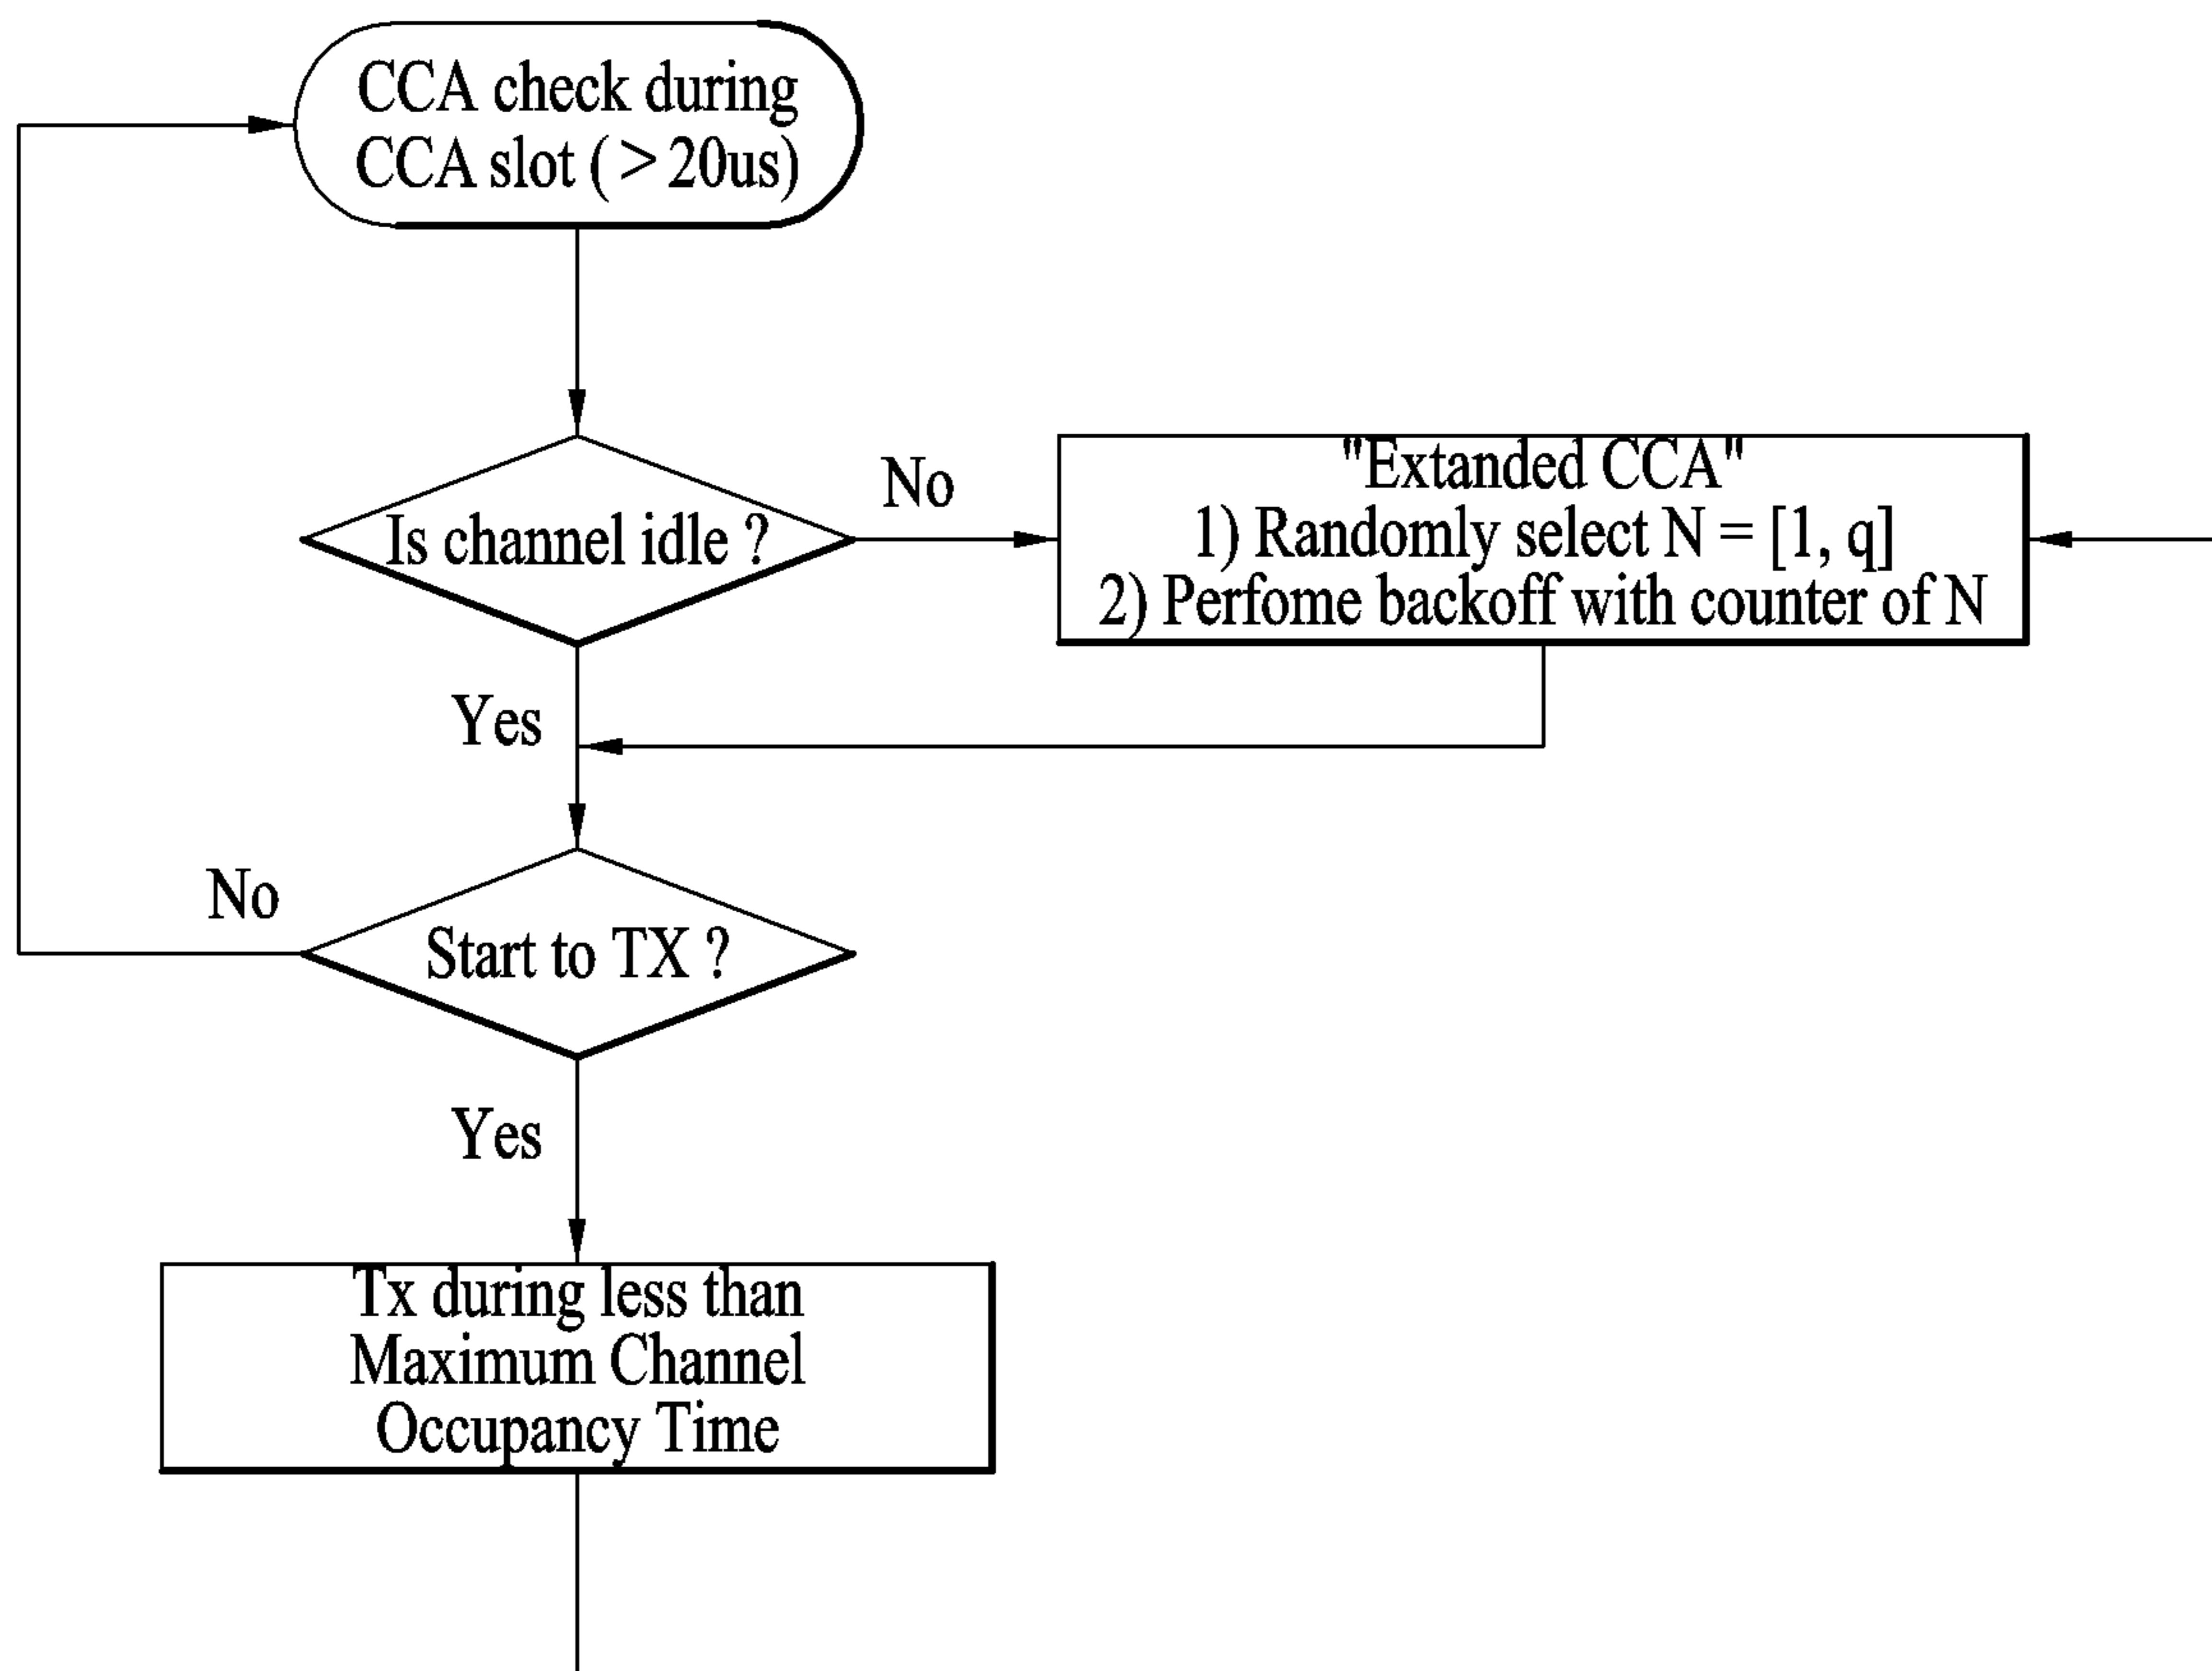 CCA check during
CCA slot ( > 20us)
Is channel idle ?
No
"Extanded CCA"
1) Randomly select N = [1, q]
2) Perfome backoff with counter of N
Yes
No
Start to TX ?
Yes
Tx during less than
Maximum Channel
Occupancy Time